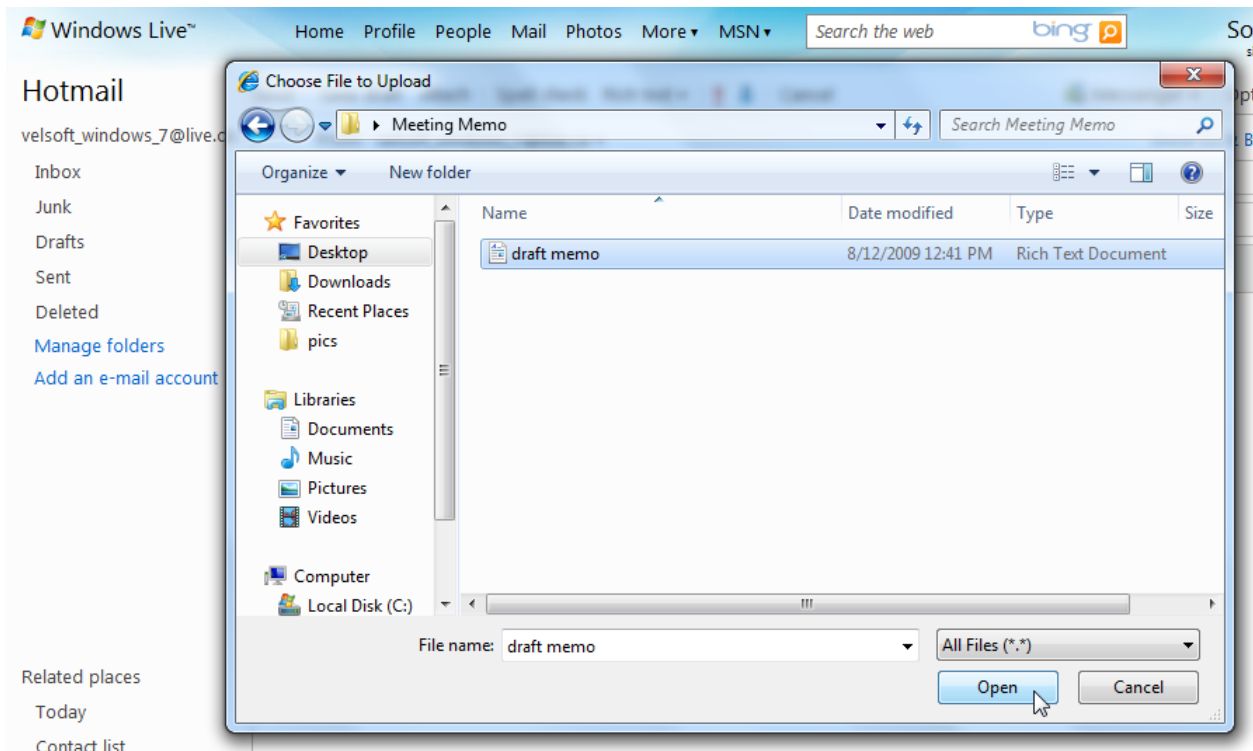 Windows Live™ Home Profile People Mail Photos More MSN Search the web bing So
Hotmail
velsoft_windows_7@live.c
Inbox
Junk
Drafts
Sent
Deleted
Manage folders
Add an e-mail account
Related places
Today
Contact list
Choose File to Upload
Meeting Memo Search Meeting Memo
Organize New folder
Favorites
Desktop
Downloads
Recent Places
pics
Libraries
Documents
Music
Pictures
Videos
Computer
Local Disk (C:)
Name Date modified Type Size
draft memo 8/12/2009 12:41 PM Rich Text Document
File name: draft memo All Files (*.*)
Open Cancel